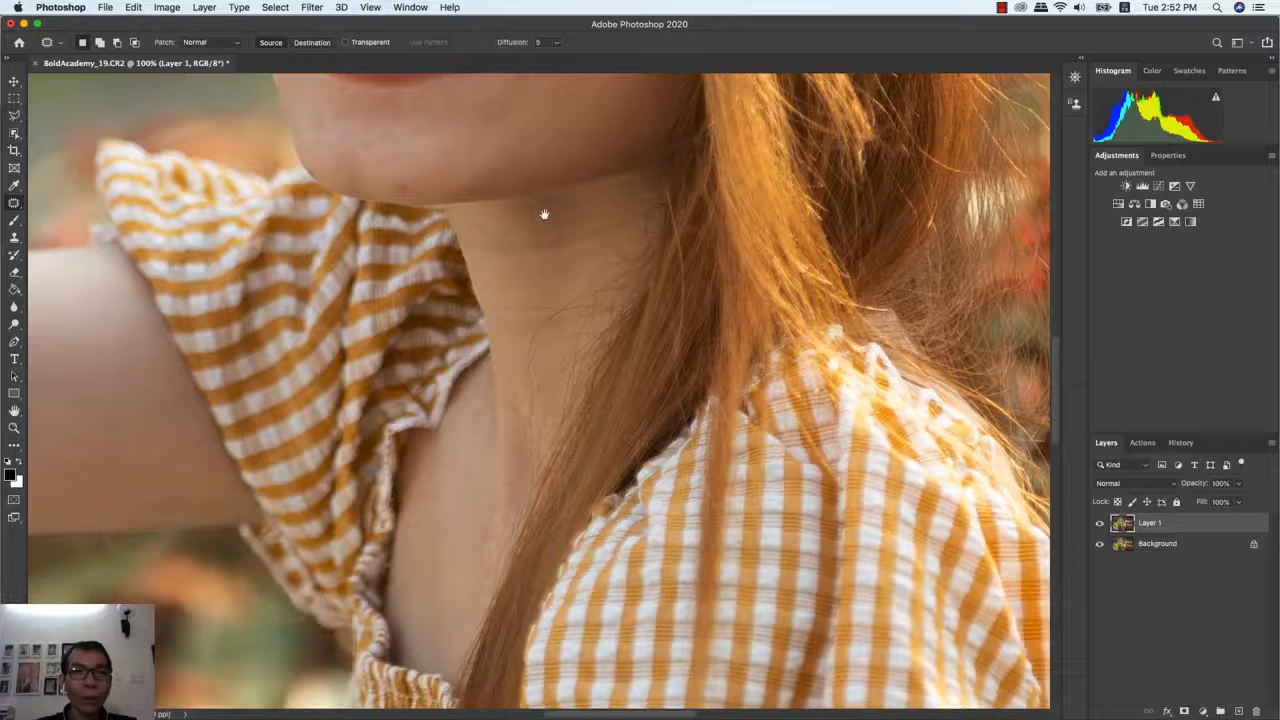 Photoshop File Edit Image Layer Type Select Filter 3D View Window Help Tue 2:52 PM
Adobe Photoshop 2020
Patch: Normal Source Destination Transparent Use Pattern Diffusion: 5
BoldAcademy_19.CR2 @ 100% (Layer 1, RGB/8*) *
Histogram Color Swatches Patterns
Adjustments Properties
Add an adjustment
Layers Actions History
Kind
Normal Opacity: 100%
Lock: Fill: 100%
Layer 1
Background
ppi)